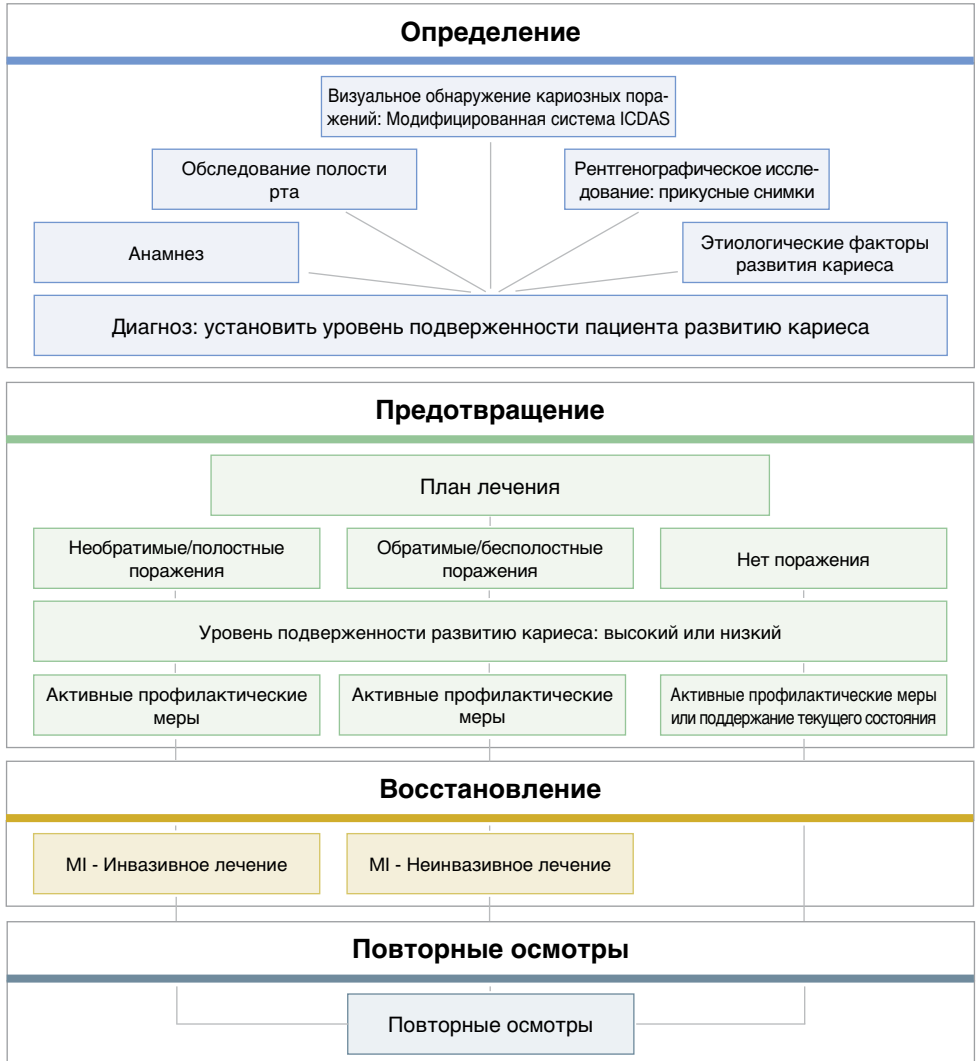 Определение
Визуальное обнаружение кариозных пора-
жений: Модифицированная система ICDAS
Обследование полости
рта
Рентгенографическое иссле-
дование: прикусные снимки
Анамнез
Этиологические факторы
развития кариеса
Диагноз: установить уровень подверженности пациента развитию кариеса
Предотвращение
План лечения
Необратимые/полостные
поражения
Обратимые/бесполостные
поражения
Нет поражения
Уровень подверженности развитию кариеса: высокий или низкий
Активные профилактические
меры
Активные профилактические
меры
Активные профилактические меры
или поддержание текущего состояния
Восстановление
MI - Инвазивное лечение
MI - Неинвазивное лечение
Повторные осмотры
Повторные осмотры